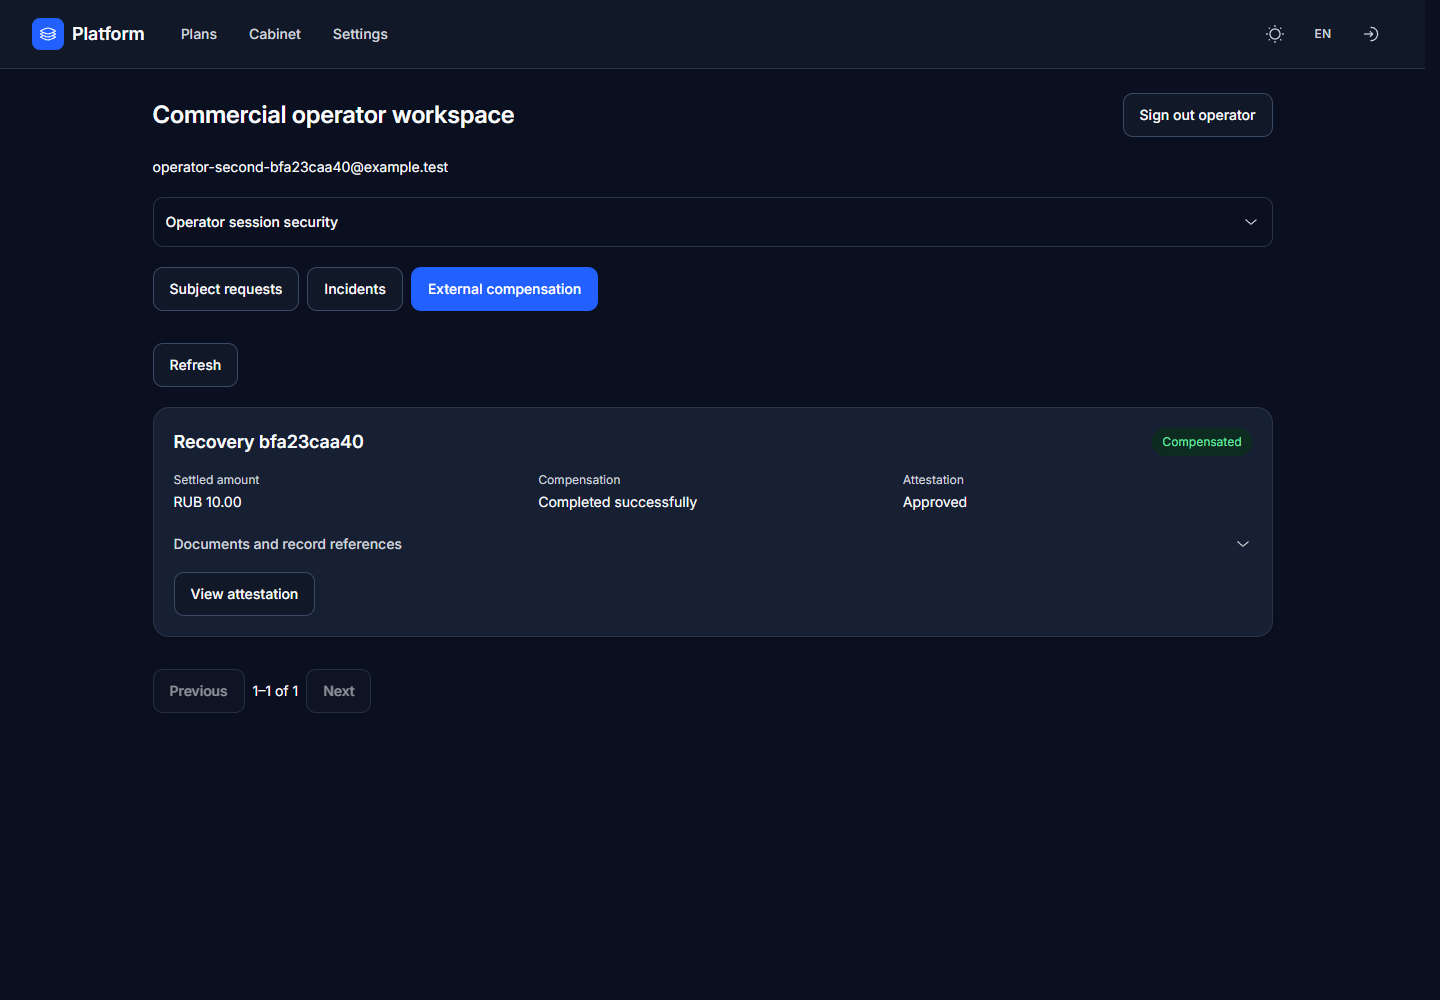 Platform Plans Cabinet Settings EN
Commercial operator workspace Sign out operator
operator-second-bfa23caa40@example.test
Operator session security
Subject requests Incidents External compensation
Refresh
Recovery bfa23caa40 Compensated
Settled amount Compensation Attestation
RUB 10.00 Completed successfully Approved
Documents and record references
View attestation
Previous 1–1 of 1 Next